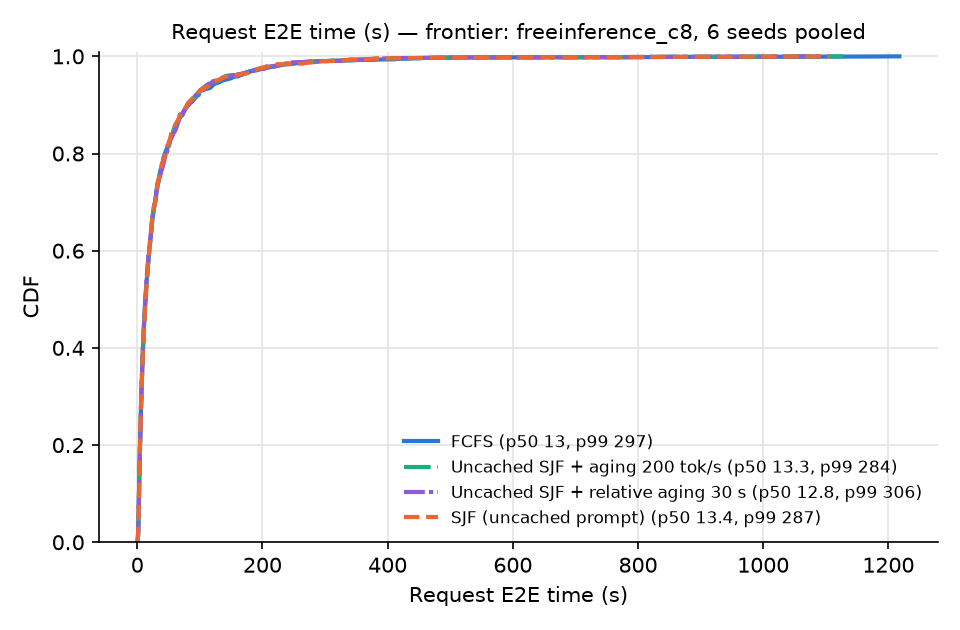 Request E2E time (s) — frontier: freeinference_c8, 6 seeds pooled
1.0
0.8
0.6
0.4
0.2
0.0
CDF
FCFS (p50 13, p99 297)
Uncached SJF + aging 200 tok/s (p50 13.3, p99 284)
Uncached SJF + relative aging 30 s (p50 12.8, p99 306)
SJF (uncached prompt) (p50 13.4, p99 287)
0 200 400 600 800 1000 1200
Request E2E time (s)